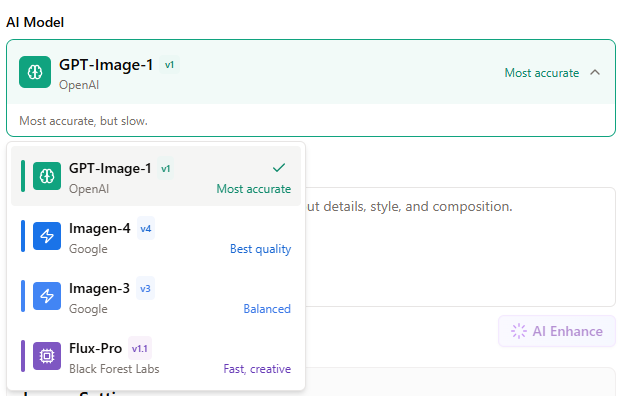 AI Model
GPT-Image-1 v1
OpenAI
Most accurate
Most accurate, but slow.
GPT-Image-1 v1
OpenAI
Most accurate
ut details, style, and composition.
Imagen-4 v4
Google
Best quality
Imagen-3 v3
Google
Balanced
AI Enhance
Flux-Pro v1.1
Black Forest Labs
Fast, creative